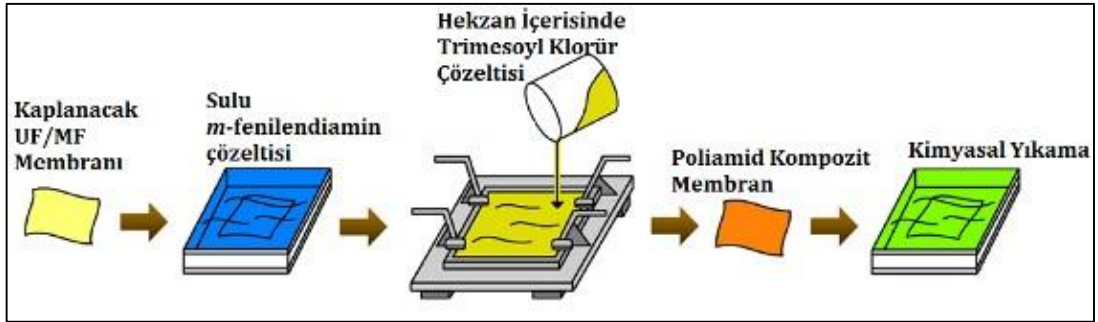 Kaplanacak
UF/MF
Membranı
Sulu
m-fenilendiamin
çözeltisi
Hekzan İçerisinde
Trimesoyl Klorür
Çözeltisi
Poliamid Kompozit
Membran
Kimyasal Yıkama